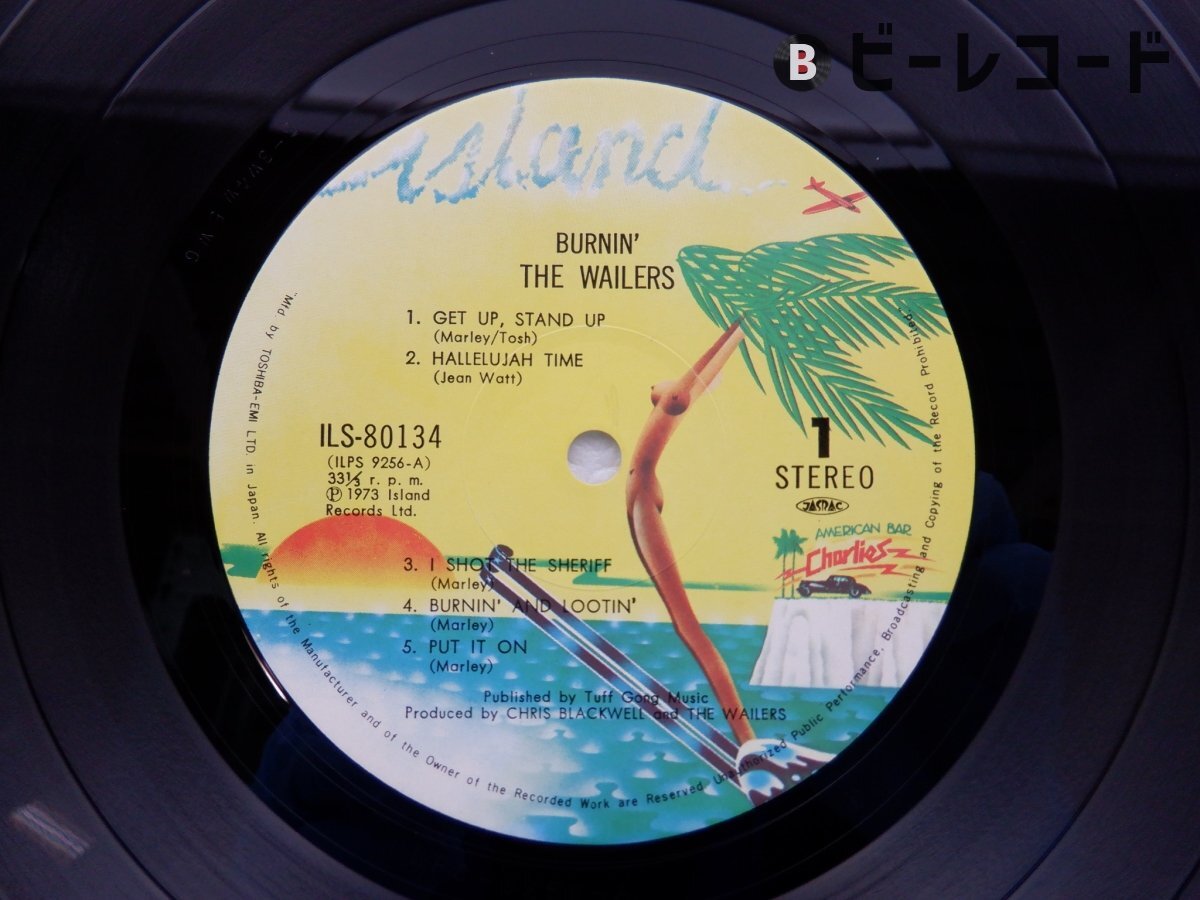 B ビーレコード
island
BURNIN'
THE WAILERS
1. GET UP, STAND UP
(Marley/Tosh)
2. HALLELUJAH TIME
(Jean Watt)
ILS-80134
(ILPS 9256-A)
33⅓ r. p. m.
Ⓟ 1973 Island
Records Ltd.
1
STEREO
JASRAC
AMERICAN BAR
Charlies
3. I SHOT THE SHERIFF
(Marley)
4. BURNIN' AND LOOTIN'
(Marley)
5. PUT IT ON
(Marley)
Published by Tuff Gong Music
Produced by CHRIS BLACKWELL and THE WAILERS
"Mfd by TOSHIBA-EMI LTD. in Japan. All rights of the Manufacturer and of the Owner of the Recorded Work are Reserved Unauthorized Public Performance, Broadcasting and Copying of the Record Prohibited"